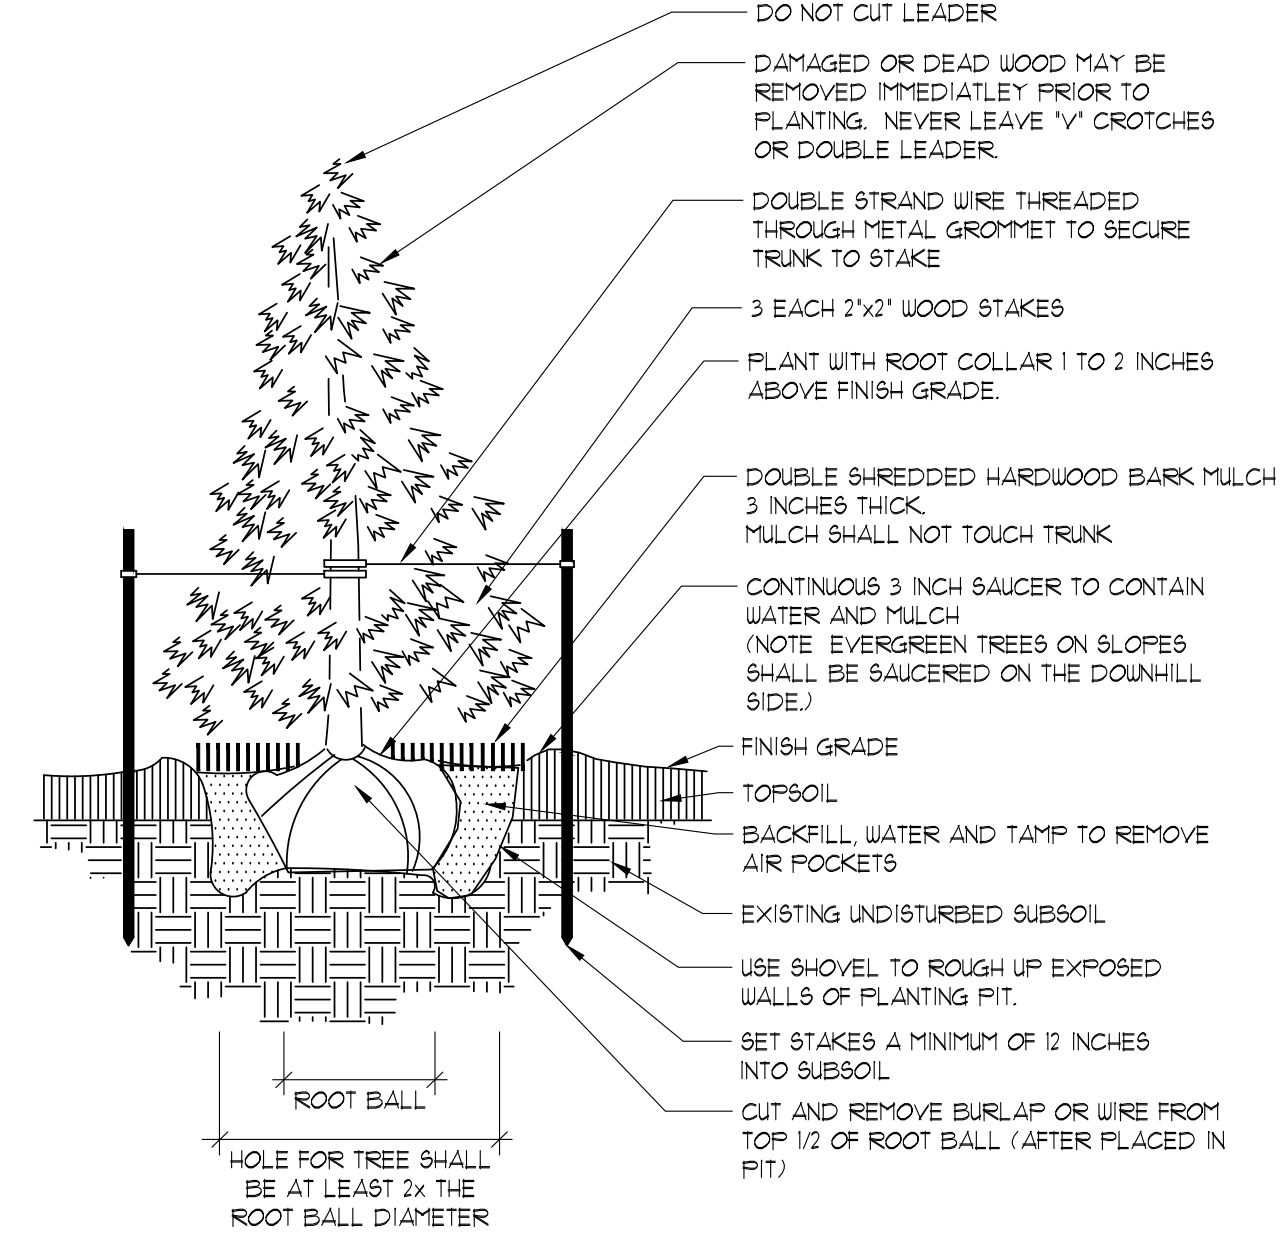 DO NOT CUT LEADER
DAMAGED OR DEAD WOOD MAY BE
REMOVED IMMEDIATLEY PRIOR TO
PLANTING. NEVER LEAVE "V" CROTCHES
OR DOUBLE LEADER.
DOUBLE STRAND WIRE THREADED
THROUGH METAL GROMMET TO SECURE
TRUNK TO STAKE
3 EACH 2"x2" WOOD STAKES
PLANT WITH ROOT COLLAR 1 TO 2 INCHES
ABOVE FINISH GRADE.
DOUBLE SHREDDED HARDWOOD BARK MULCH
3 INCHES THICK.
MULCH SHALL NOT TOUCH TRUNK
CONTINUOUS 3 INCH SAUCER TO CONTAIN
WATER AND MULCH
(NOTE EVERGREEN TREES ON SLOPES
SHALL BE SAUCERED ON THE DOWNHILL
SIDE.)
FINISH GRADE
TOPSOIL
BACKFILL, WATER AND TAMP TO REMOVE
AIR POCKETS
EXISTING UNDISTURBED SUBSOIL
USE SHOVEL TO ROUGH UP EXPOSED
WALLS OF PLANTING PIT.
SET STAKES A MINIMUM OF 12 INCHES
INTO SUBSOIL
CUT AND REMOVE BURLAP OR WIRE FROM
TOP 1/2 OF ROOT BALL (AFTER PLACED IN
PIT)
ROOT BALL
HOLE FOR TREE SHALL
BE AT LEAST 2x THE
ROOT BALL DIAMETER